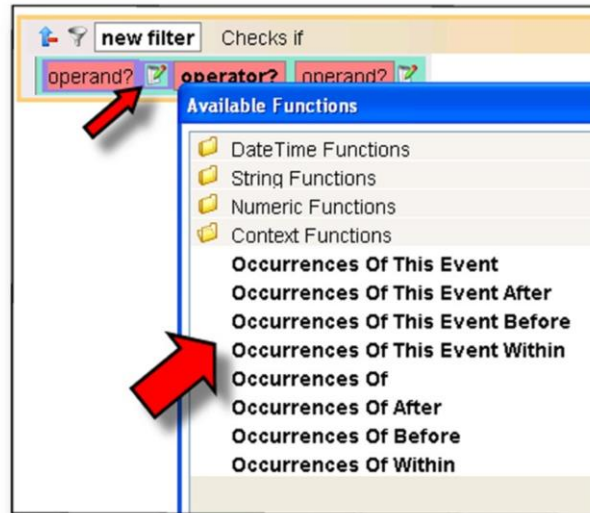 new filter Checks if
operand? operator? operand?
Available Functions
DateTime Functions
String Functions
Numeric Functions
Context Functions
Occurrences Of This Event
Occurrences Of This Event After
Occurrences Of This Event Before
Occurrences Of This Event Within
Occurrences Of
Occurrences Of After
Occurrences Of Before
Occurrences Of Within